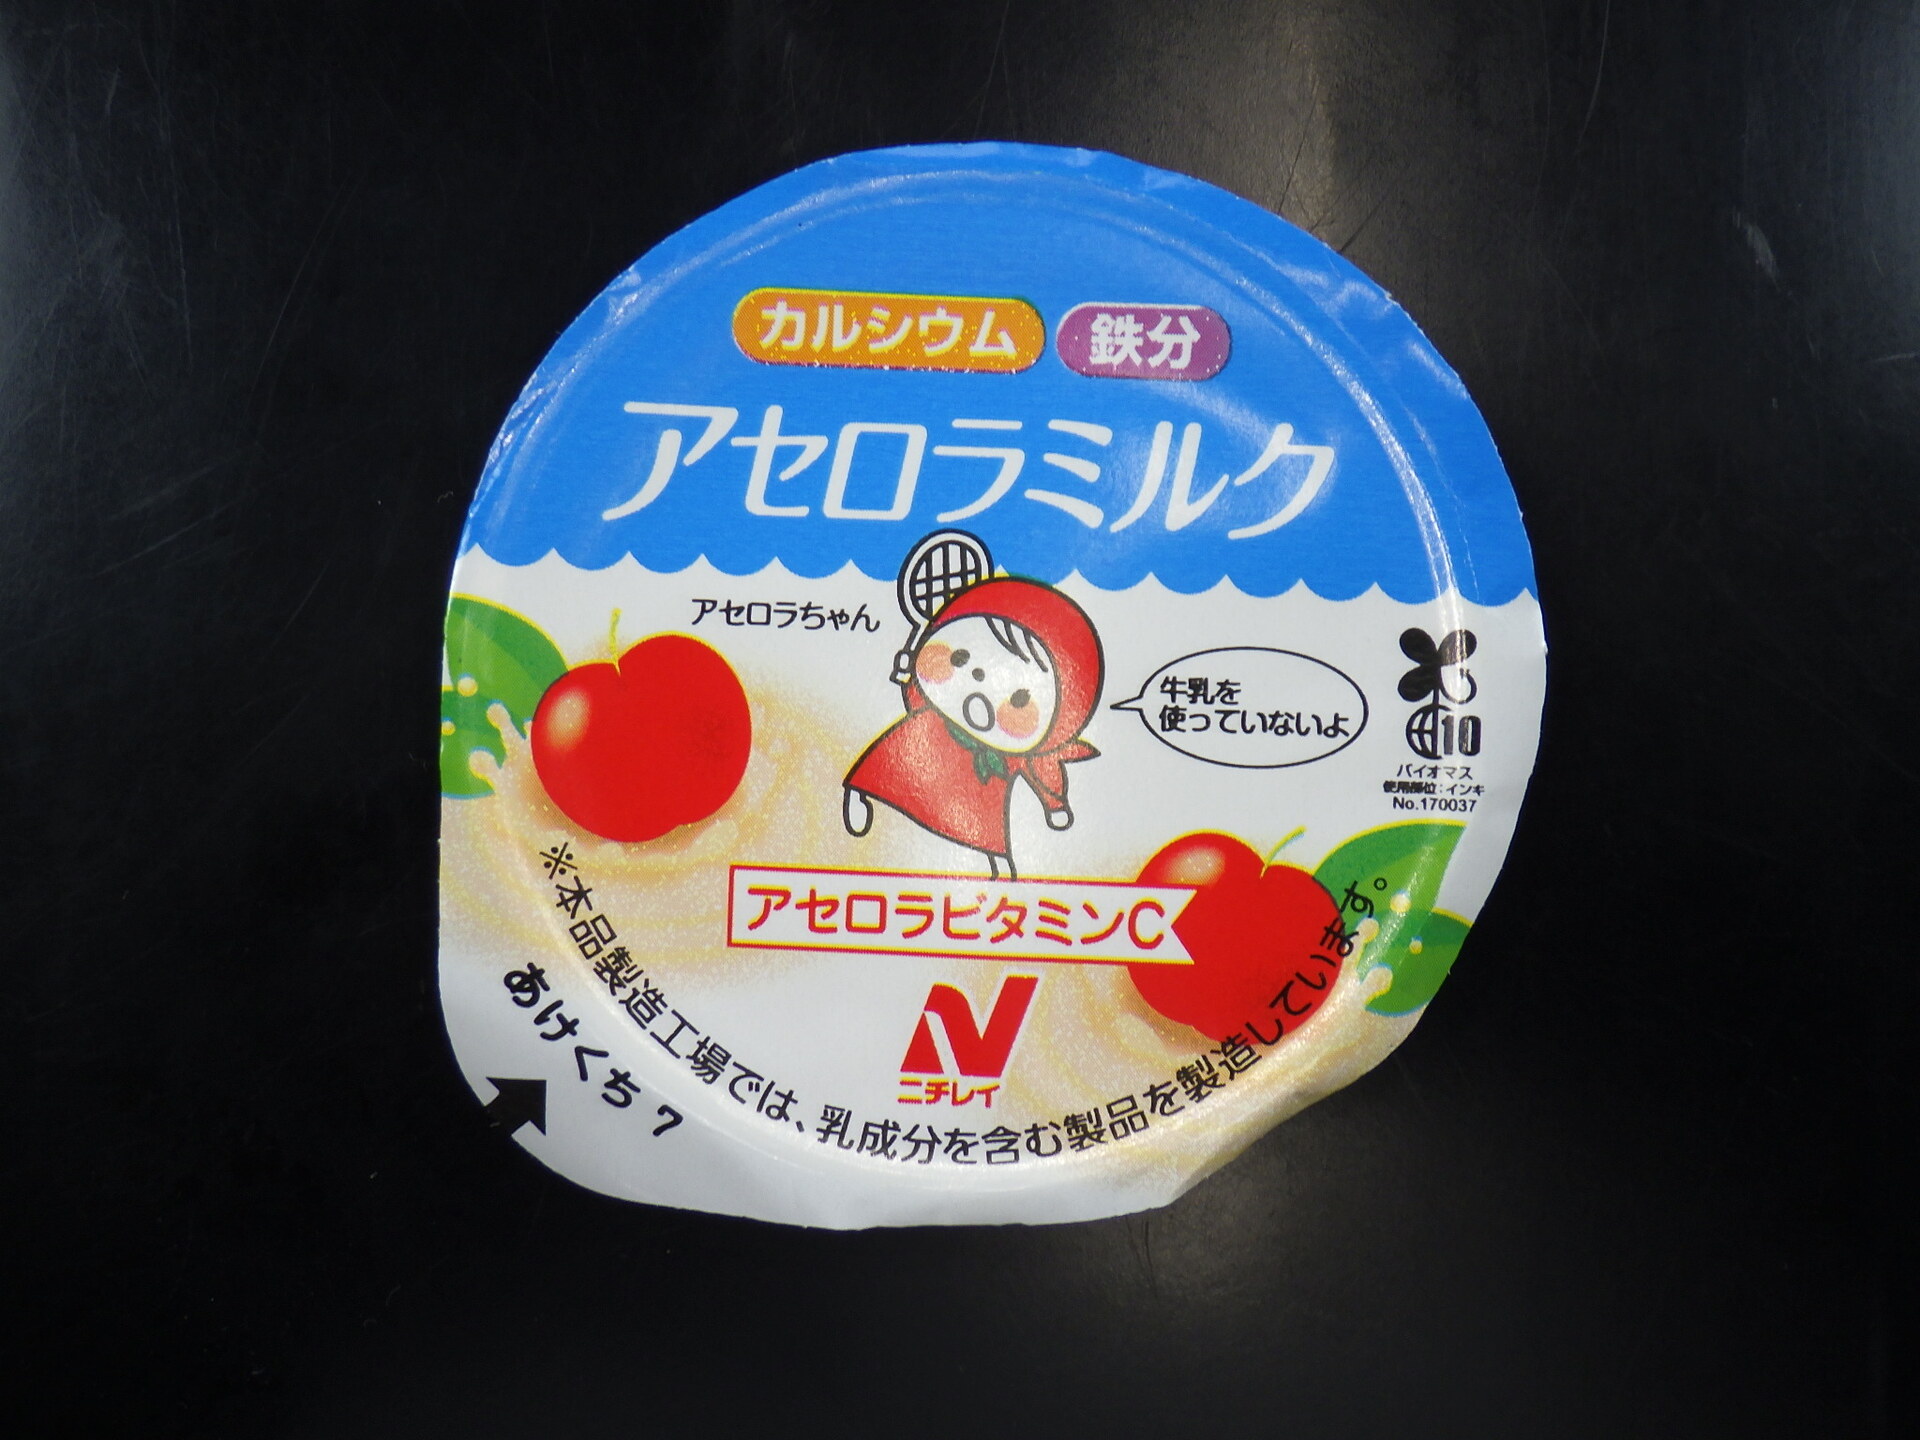 カルシウム 鉄分
アセロラミルク
アセロラちゃん
牛乳を
使っていないよ
10
バイオマス
使用部位:インキ
No.170037
アセロラビタミンC
N
ニチレイ
※本品製造工場では、乳成分を含む製品を製造しています。
あけくち7